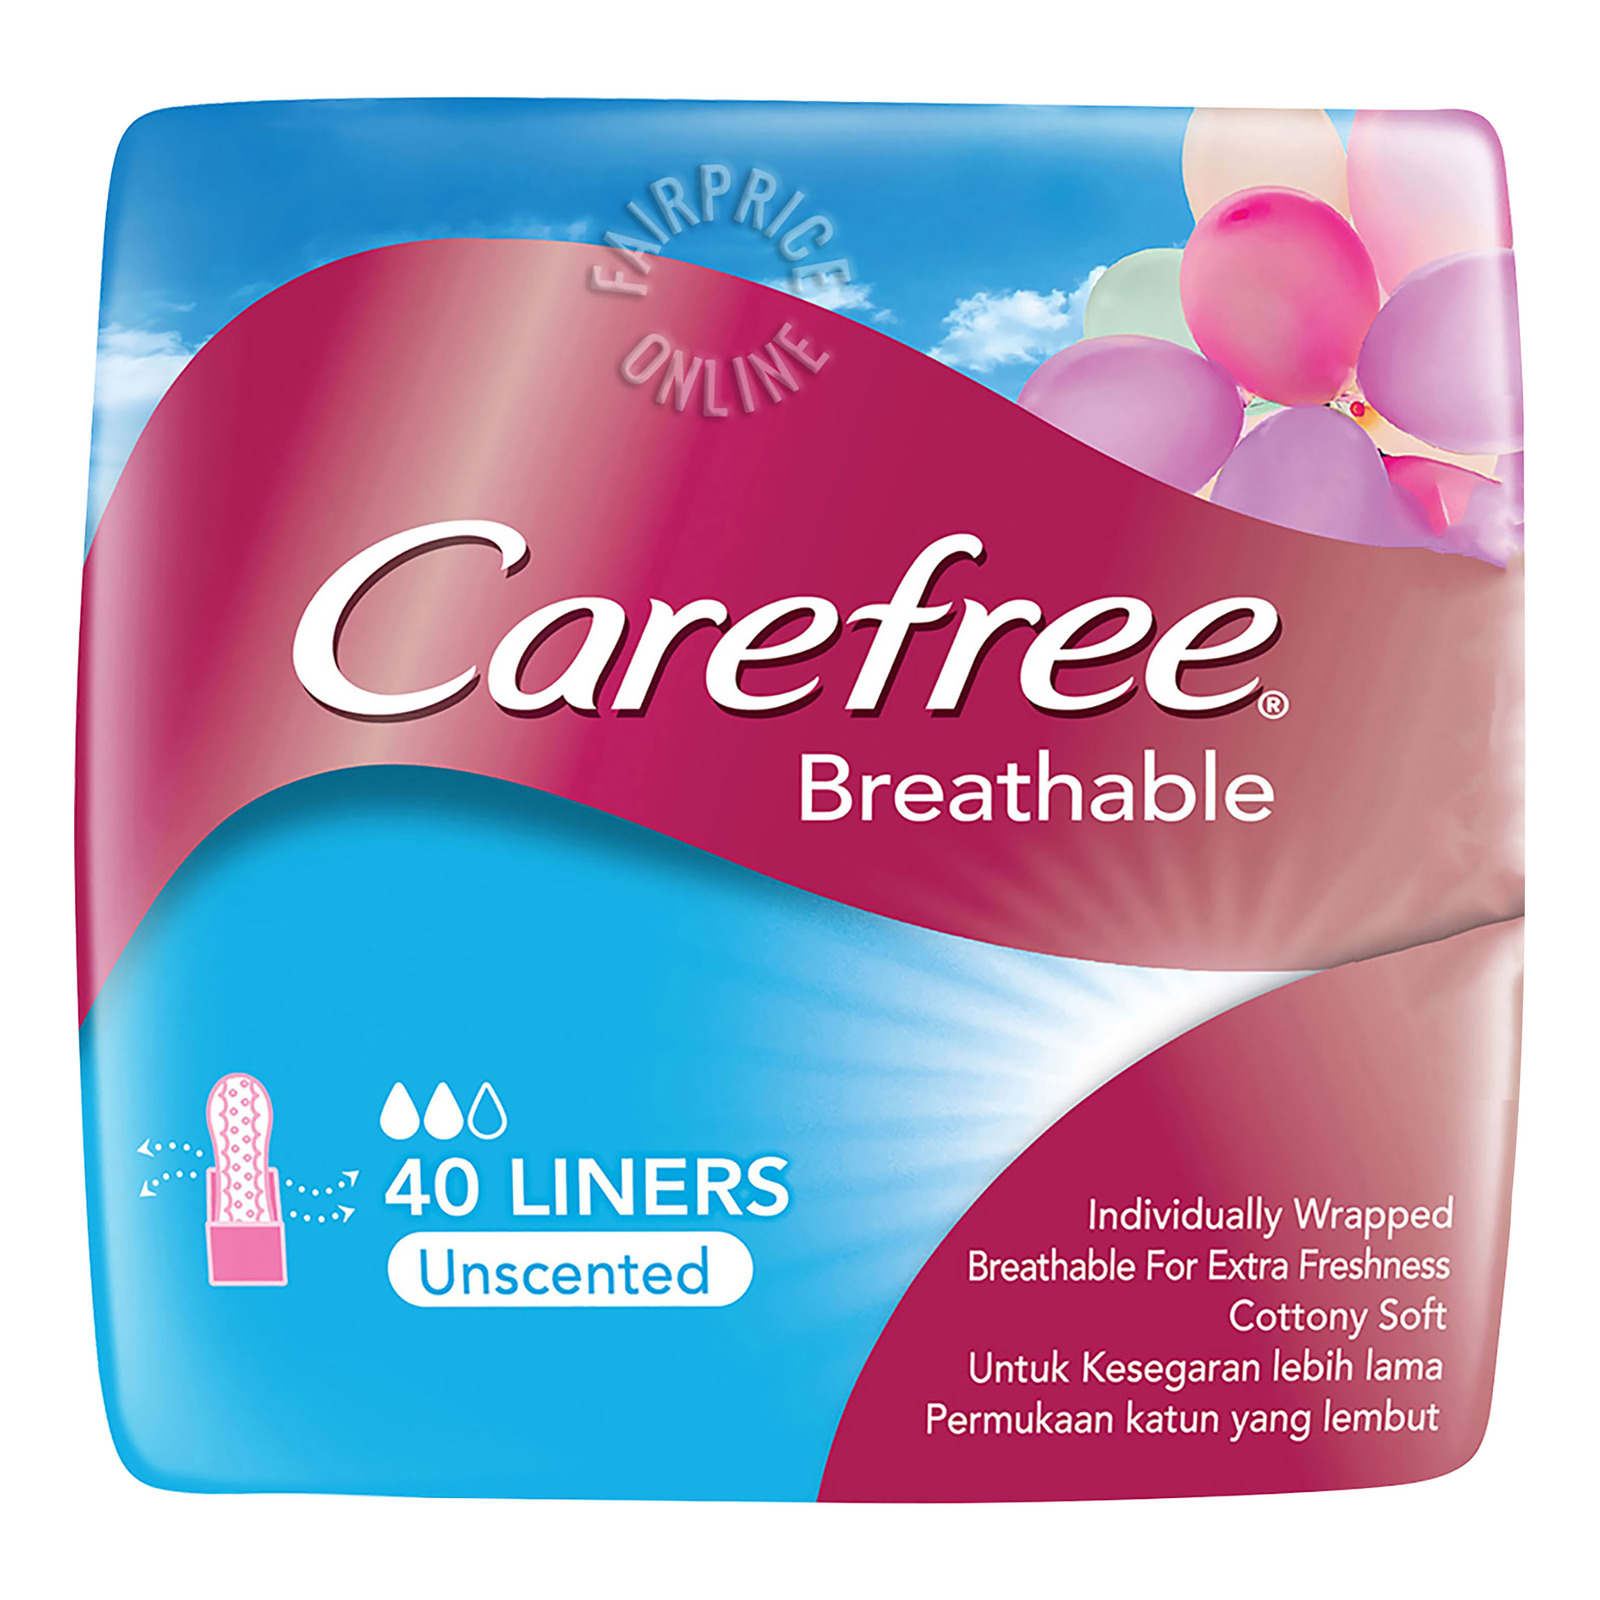 FAIRPRICE
ONLINE
Carefree®
Breathable
40 LINERS
Unscented
Individually Wrapped
Breathable For Extra Freshness
Cottony Soft
Untuk Kesegaran lebih lama
Permukaan katun yang lembut